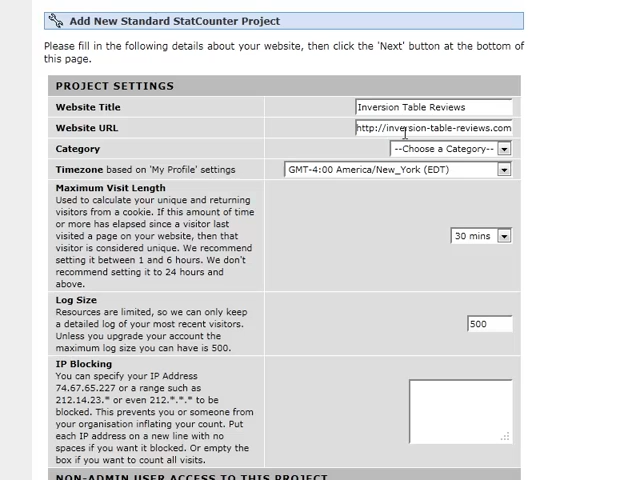 Add New Standard StatCounter Project
Please fill in the following details about your website, then click the 'Next' button at the bottom of
this page.
PROJECT SETTINGS
Website Title
Inversion Table Reviews
Website URL
http://inversion-table-reviews.com
Category
--Choose a Category--
Timezone based on 'My Profile' settings
GMT-4:00 America/New_York (EDT)
Maximum Visit Length
Used to calculate your unique and returning
visitors from a cookie. If this amount of time
or more has elapsed since a visitor last
visited a page on your website, then that
visitor is considered unique. We recommend
setting it between 1 and 6 hours. We don't
recommend setting it to 24 hours and
above.
30 mins
Log Size
Resources are limited, so we can only keep
a detailed log of your most recent visitors.
Unless you upgrade your account the
maximum log size you can have is 500.
500
IP Blocking
You can specify your IP Address
74.67.65.227 or a range such as
212.14.23.* or even 212.*.*.* to be
blocked. This prevents you or someone from
your organisation inflating your count. Put
each IP address on a new line with no
spaces if you want it blocked. Or empty the
box if you want to count all visits.
NON-ADMIN USER ACCESS TO THIS PROJECT